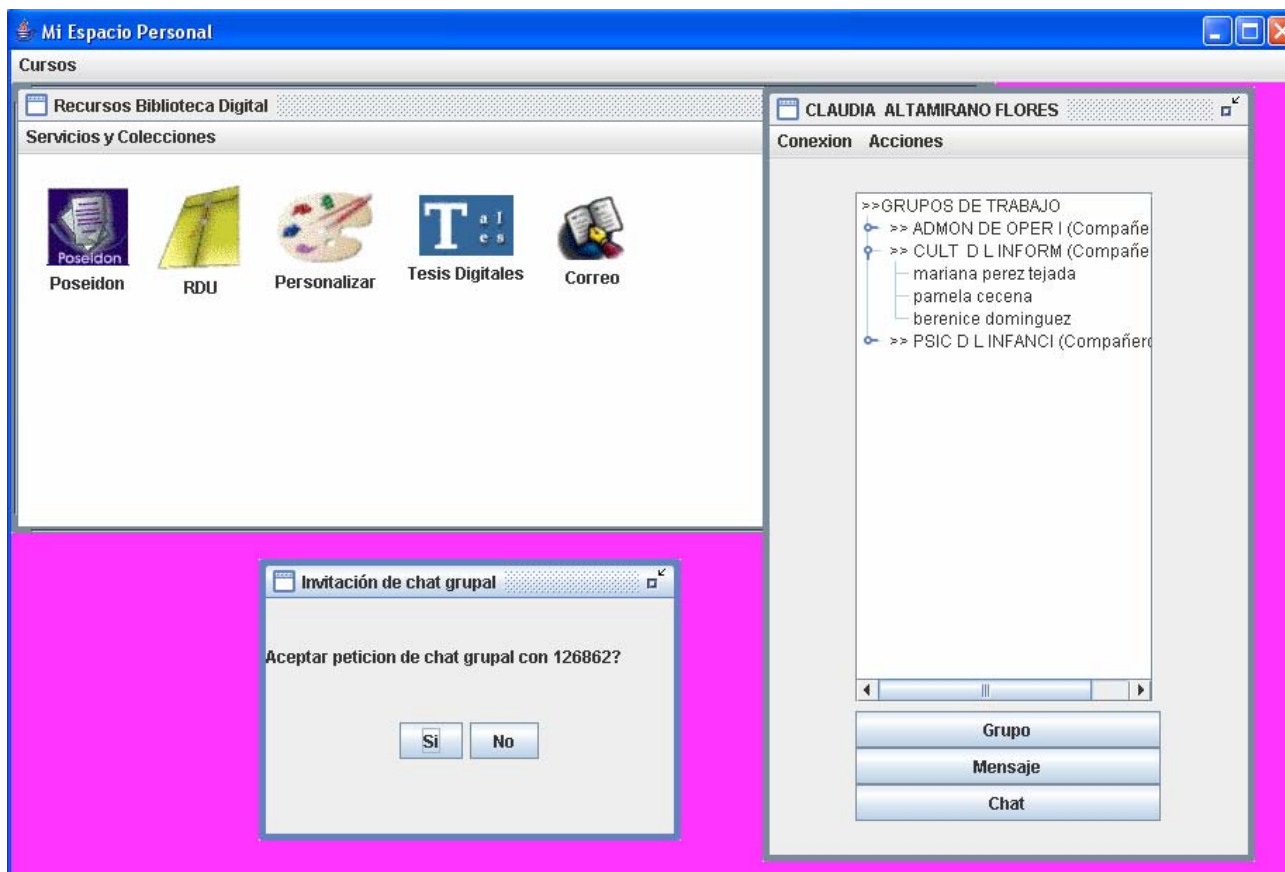 Mi Espacio Personal
Cursos
Recursos Biblioteca Digital
Servicios y Colecciones
Poseidon
Poseidon
RDU
Personalizar
T a l e s
Tesis Digitales
Correo
CLAUDIA ALTAMIRANO FLORES
Conexion Acciones
>>GRUPOS DE TRABAJO
>> ADMON DE OPER I (Compañe
>> CULT D L INFORM (Compañe
mariana perez tejada
pamela cecena
berenice dominguez
>> PSIC D L INFANCI (Compañero
Grupo
Mensaje
Chat
Invitación de chat grupal
Aceptar peticion de chat grupal con 126862?
Si No